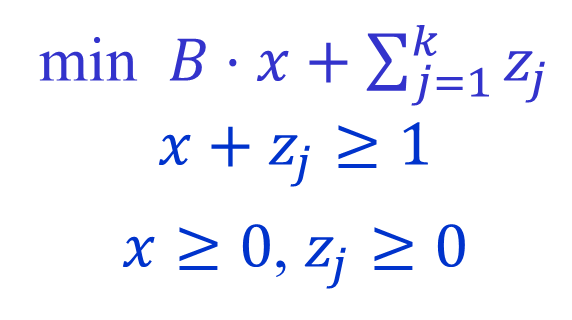 min B · x + ∑_{j=1}^{k} z_j
x + z_j ≥ 1
x ≥ 0, z_j ≥ 0